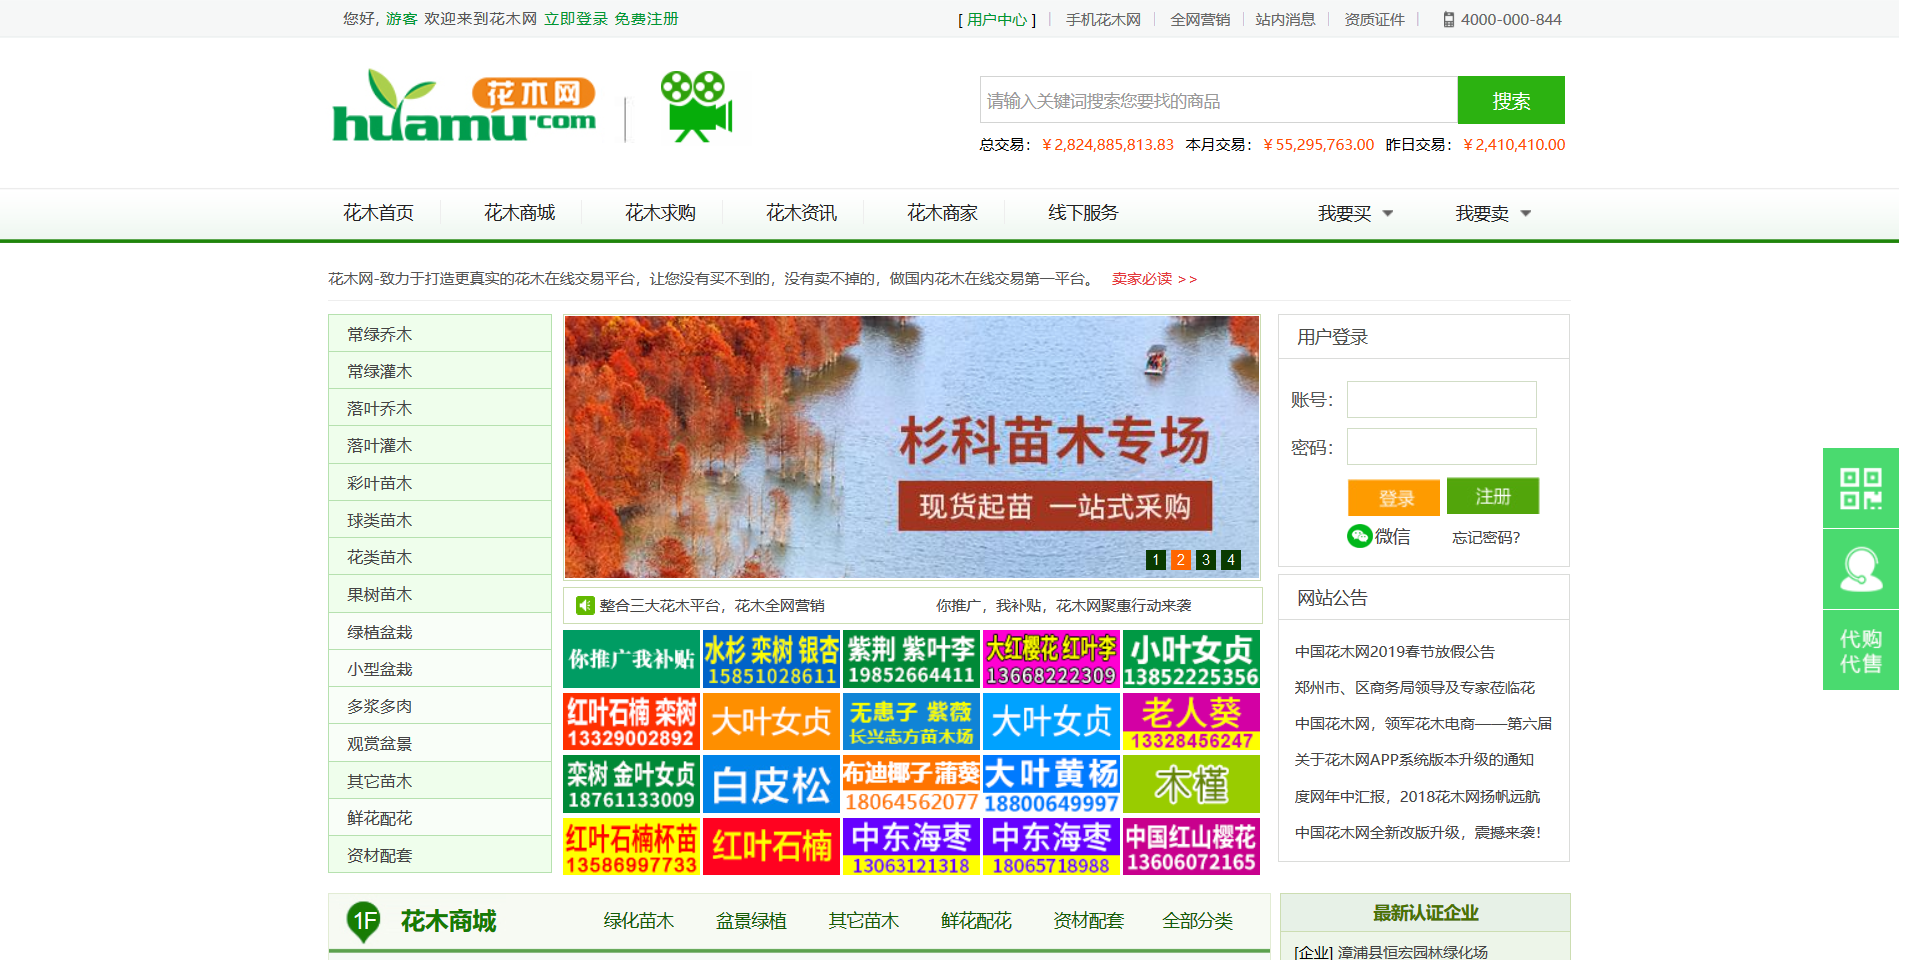 您好, 游客 欢迎来到花木网 立即登录 免费注册
[ 用户中心 ] 手机花木网 全网营销 站内消息 资质证件 4000-000-844
花木网
huamu.com
请输入关键词搜索您要找的商品 搜索
总交易：￥2,824,885,813.83 本月交易：￥55,295,763.00 昨日交易：￥2,410,410.00
花木首页 花木商城 花木求购 花木资讯 花木商家 线下服务 我要买 我要卖
花木网-致力于打造更真实的花木在线交易平台，让您没有买不到的，没有卖不掉的，做国内花木在线交易第一平台。 卖家必读 >>
常绿乔木
常绿灌木
落叶乔木
落叶灌木
彩叶苗木
球类苗木
花类苗木
果树苗木
绿植盆栽
小型盆栽
多浆多肉
观赏盆景
其它苗木
鲜花配花
资材配套
杉科苗木专场
现货起苗 一站式采购
1 2 3 4
整合三大花木平台，花木全网营销 你推广，我补贴，花木网聚惠行动来袭
你推广我补贴
水杉 栾树 银杏
15851028611
紫荆 紫叶李
19852664411
大红樱花 红叶李
13668222309
小叶女贞
13852225356
红叶石楠 栾树
13329002892
大叶女贞
无患子 紫薇
长兴志方苗木场
大叶女贞
老人葵
13328456247
栾树 金叶女贞
18761133009
白皮松
布迪椰子蒲葵
18064562077
大叶黄杨
18800649997
木槿
红叶石楠杯苗
13586997733
红叶石楠
中东海枣
13063121318
中东海枣
18065718988
中国红山樱花
13606072165
用户登录
账号：
密码：
登录 注册
微信 忘记密码?
网站公告
中国花木网2019春节放假公告
郑州市、区商务局领导及专家莅临花
中国花木网，领军花木电商——第六届
关于花木网APP系统版本升级的通知
度网年中汇报，2018花木网扬帆远航
中国花木网全新改版升级，震撼来袭!
代购
代售
1F 花木商城 绿化苗木 盆景绿植 其它苗木 鲜花配花 资材配套 全部分类
最新认证企业
[企业] 漳浦县恒宏园林绿化场